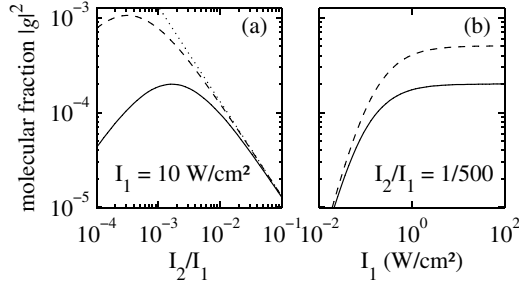 molecular fraction |g|²
10⁻³
10⁻⁴
10⁻⁵
(a)
I₁ = 10 W/cm²
10⁻⁴ 10⁻³ 10⁻² 10⁻¹
I₂/I₁
(b)
I₂/I₁ = 1/500
10⁻² 10⁰ 10²
I₁ (W/cm²)